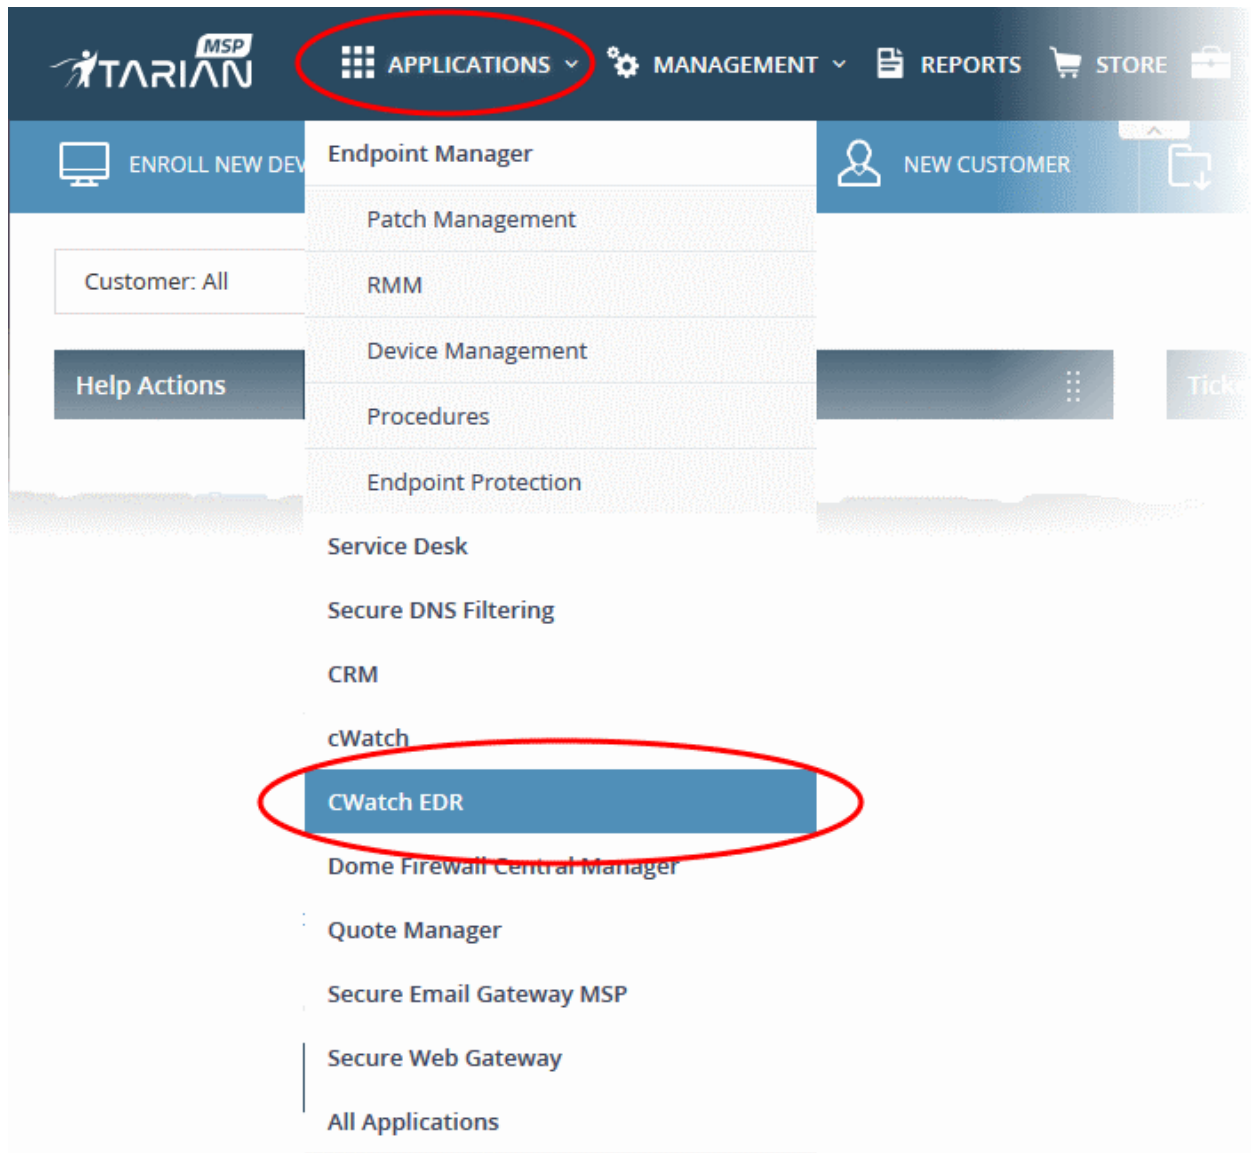 MSP
ITARIAN
APPLICATIONS
MANAGEMENT
REPORTS
STORE
ENROLL NEW DEV
NEW CUSTOMER
Customer: All
Help Actions
Ticke
Endpoint Manager
Patch Management
RMM
Device Management
Procedures
Endpoint Protection
Service Desk
Secure DNS Filtering
CRM
cWatch
CWatch EDR
Dome Firewall Central Manager
Quote Manager
Secure Email Gateway MSP
Secure Web Gateway
All Applications